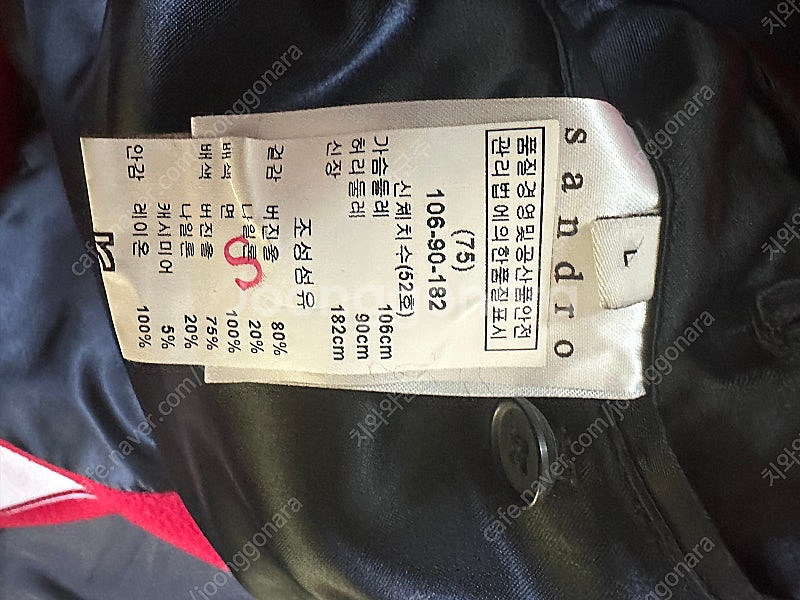 sandro
L
품질경영및공산품안전
관리법에의한품질표시
(75)
106-90-182
신체치수(52호)
가슴둘레 106cm
허리둘레 90cm
신장 182cm
조성섬유
겉감 버진울 80%
나일론 20%
배색 면 100%
배색 버진울 75%
나일론 20%
캐시미어 5%
안감 레이온 100%
cafe.naver.com/joonggonara